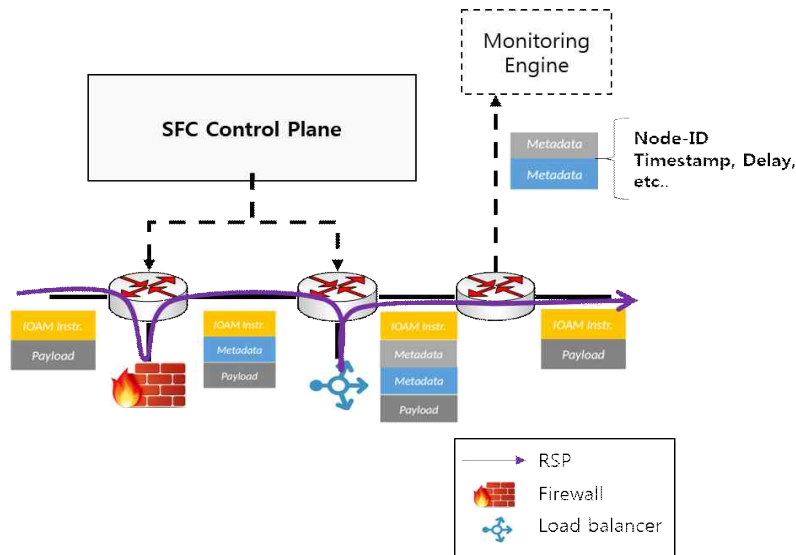 Monitoring
Engine
SFC Control Plane
Metadata
Metadata
Node-ID
Timestamp, Delay,
etc..
IOAM Instr.
Payload
IOAM Instr.
Metadata
Payload
IOAM Instr.
Metadata
Metadata
Payload
IOAM Instr.
Payload
RSP
Firewall
Load balancer